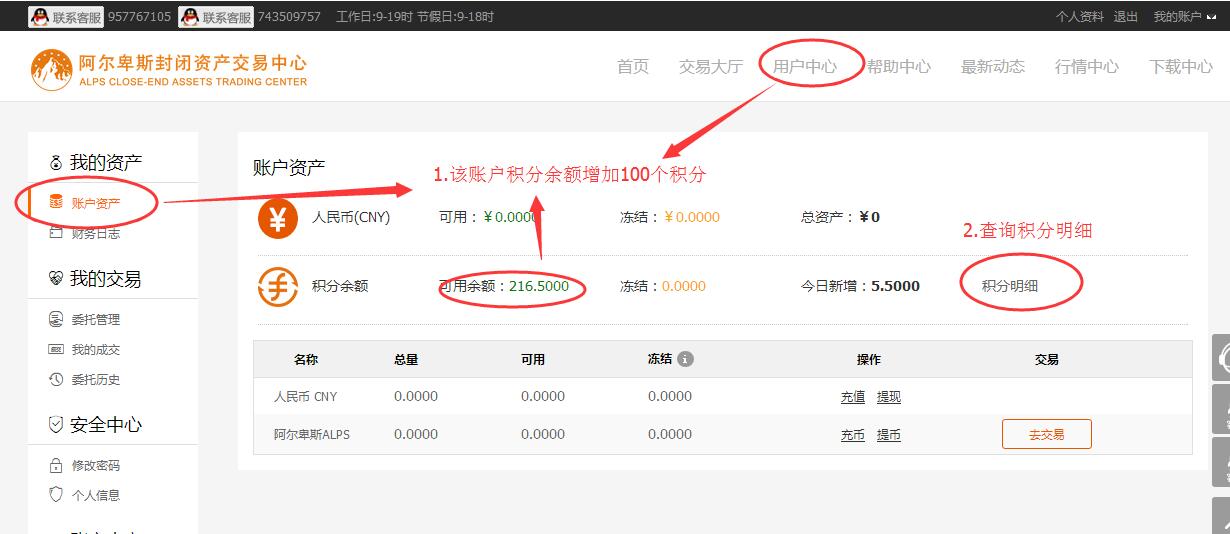 联系客服 957767105 联系客服 743509757 工作日:9-19时 节假日:9-18时 个人资料 退出 我的账户
阿尔卑斯封闭资产交易中心
ALPS CLOSE-END ASSETS TRADING CENTER
首页 交易大厅 用户中心 帮助中心 最新动态 行情中心 下载中心
我的资产
账户资产
财务日志
我的交易
委托管理
我的成交
委托历史
安全中心
修改密码
个人信息
账户资产
1.该账户积分余额增加100个积分
人民币(CNY) 可用：￥0.0000 冻结：￥0.0000 总资产：￥0
2.查询积分明细
积分余额 可用余额：216.5000 冻结：0.0000 今日新增：5.5000 积分明细
名称 总量 可用 冻结 操作 交易
人民币 CNY 0.0000 0.0000 0.0000 充值 提现
阿尔卑斯ALPS 0.0000 0.0000 0.0000 充币 提币 去交易